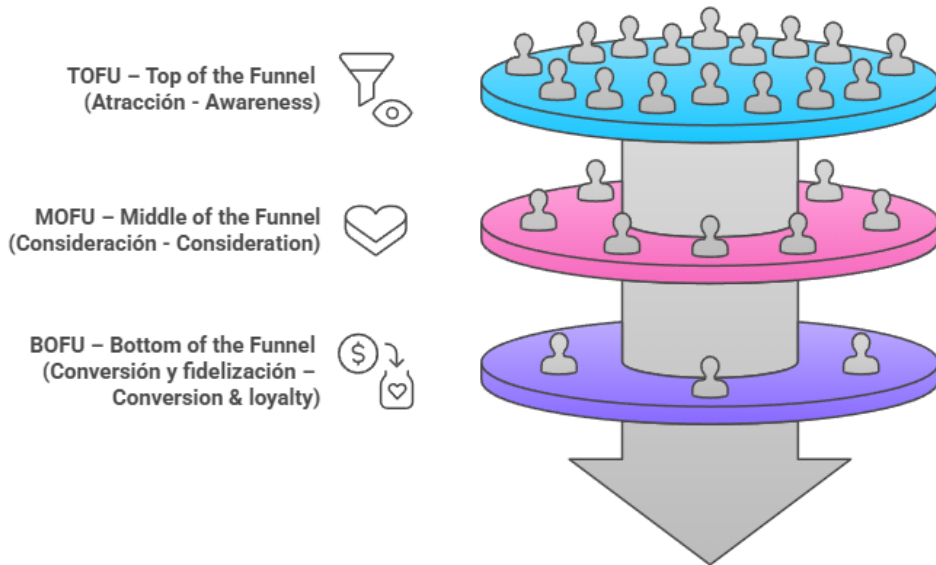 TOFU – Top of the Funnel
(Atracción - Awareness)
MOFU – Middle of the Funnel
(Consideración - Consideration)
BOFU – Bottom of the Funnel
(Conversión y fidelización –
Conversion & loyalty)
$